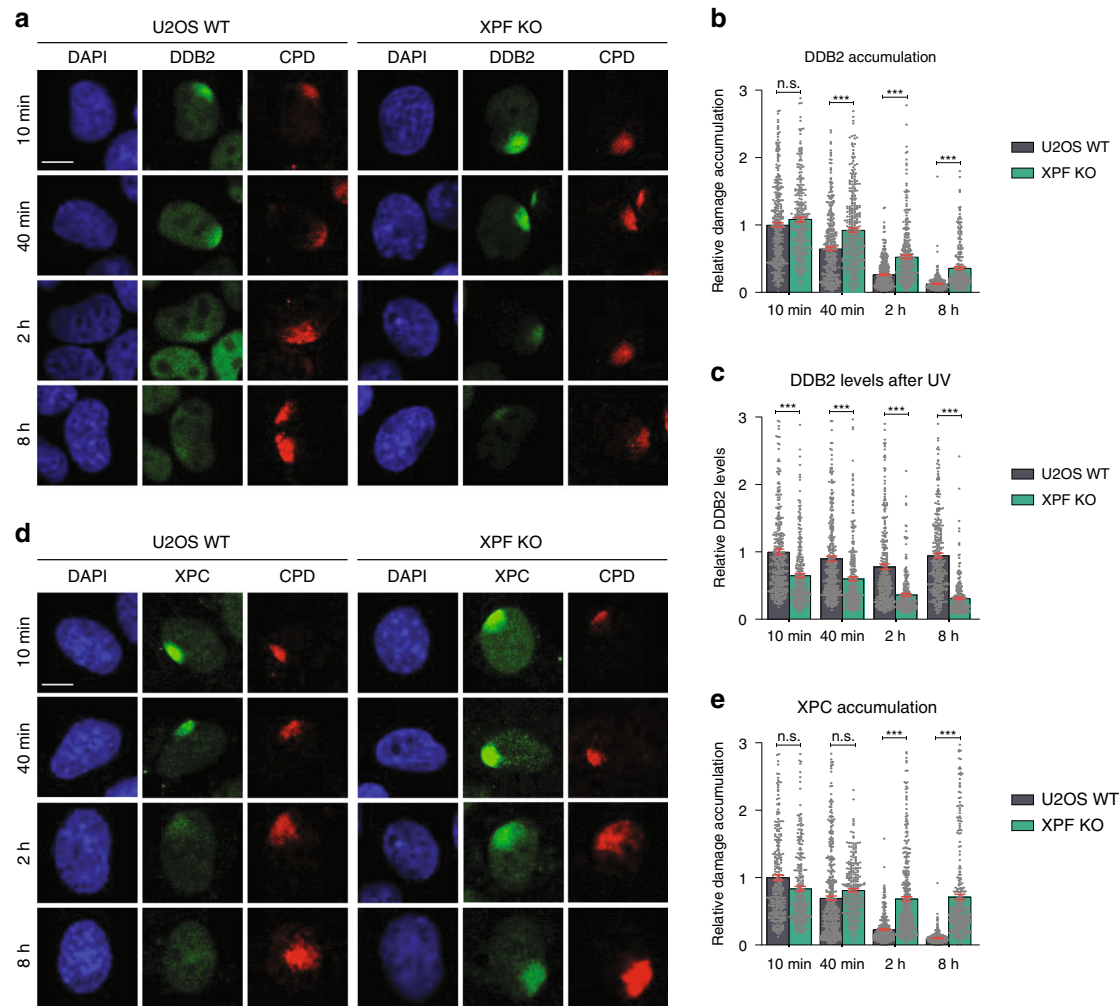 a
U2OS WT
XPF KO
DAPI DDB2 CPD DAPI DDB2 CPD
10 min
40 min
2 h
8 h
b
DDB2 accumulation
Relative damage accumulation
3
2
1
0
n.s. *** *** ***
10 min 40 min 2 h 8 h
U2OS WT
XPF KO
c
DDB2 levels after UV
Relative DDB2 levels
3
2
1
0
*** *** *** ***
10 min 40 min 2 h 8 h
U2OS WT
XPF KO
d
U2OS WT
XPF KO
DAPI XPC CPD DAPI XPC CPD
10 min
40 min
2 h
8 h
e
XPC accumulation
Relative damage accumulation
3
2
1
0
n.s. n.s. *** ***
10 min 40 min 2 h 8 h
U2OS WT
XPF KO